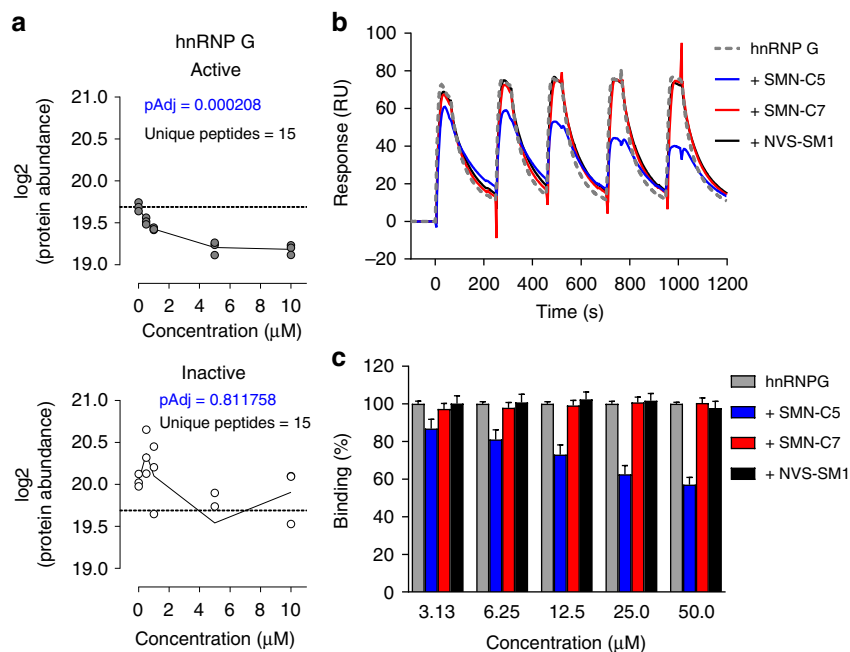 a
hnRNP G
Active
pAdj = 0.000208
Unique peptides = 15
log2
(protein abundance)
21.0
20.5
20.0
19.5
19.0
0 2 4 6 8 10
Concentration (μM)
Inactive
pAdj = 0.811758
Unique peptides = 15
log2
(protein abundance)
21.0
20.5
20.0
19.5
19.0
0 2 4 6 8 10
Concentration (μM)
b
Response (RU)
100
80
60
40
20
0
–20
0 200 400 600 800 1000 1200
Time (s)
hnRNP G
+ SMN-C5
+ SMN-C7
+ NVS-SM1
c
Binding (%)
120
100
80
60
40
20
0
3.13 6.25 12.5 25.0 50.0
Concentration (μM)
hnRNPG
+ SMN-C5
+ SMN-C7
+ NVS-SM1